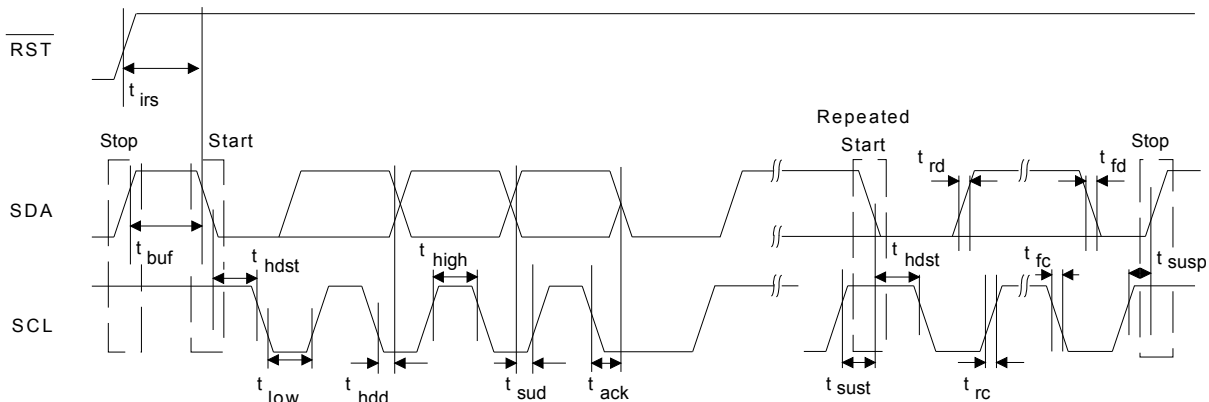 RST
t irs
Stop
Start
Repeated
Start
Stop
t rd
t fd
SDA
t buf
t hdst
t high
t hdst
t fc
t susp
SCL
t low
t hdd
t sud
t ack
t sust
t rc